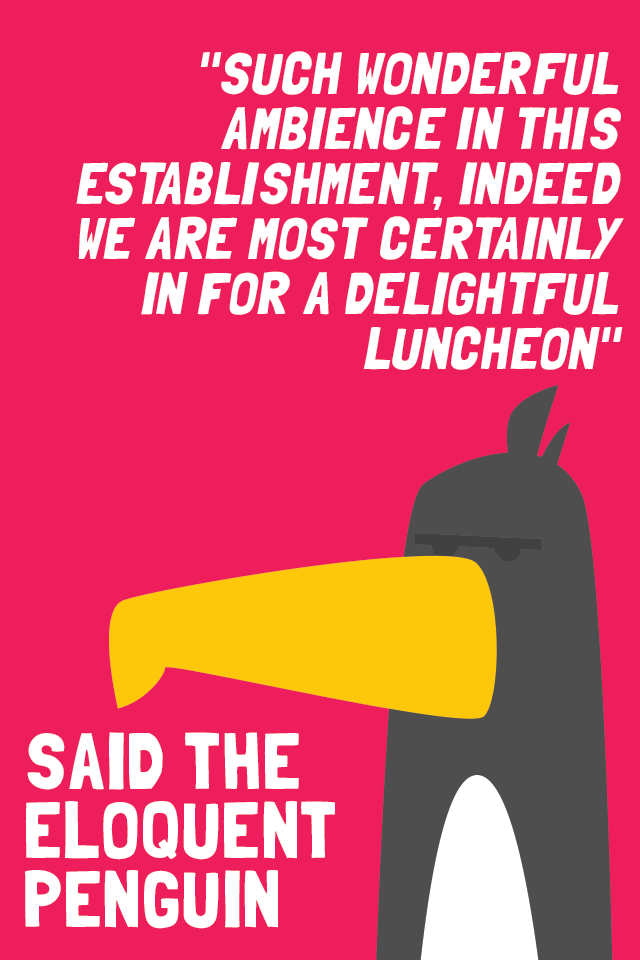 "SUCH WONDERFUL
AMBIENCE IN THIS
ESTABLISHMENT, INDEED
WE ARE MOST CERTAINLY
IN FOR A DELIGHTFUL
LUNCHEON"
SAID THE
ELOQUENT
PENGUIN